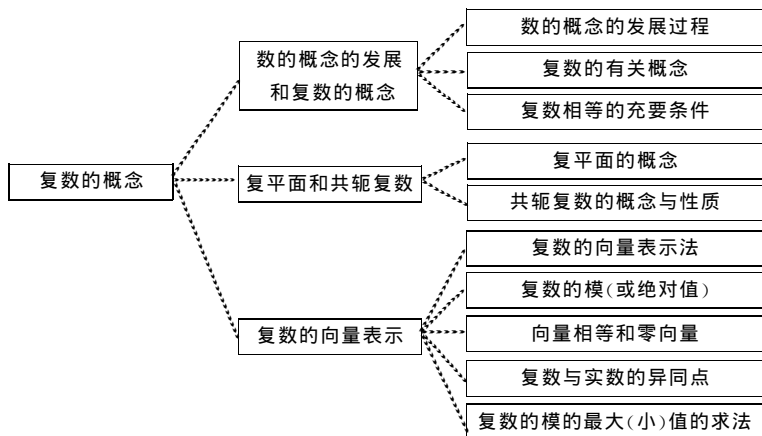 复数的概念
数的概念的发展
和复数的概念
数的概念的发展过程
复数的有关概念
复数相等的充要条件
复平面和共轭复数
复平面的概念
共轭复数的概念与性质
复数的向量表示
复数的向量表示法
复数的模(或绝对值)
向量相等和零向量
复数与实数的异同点
复数的模的最大(小)值的求法